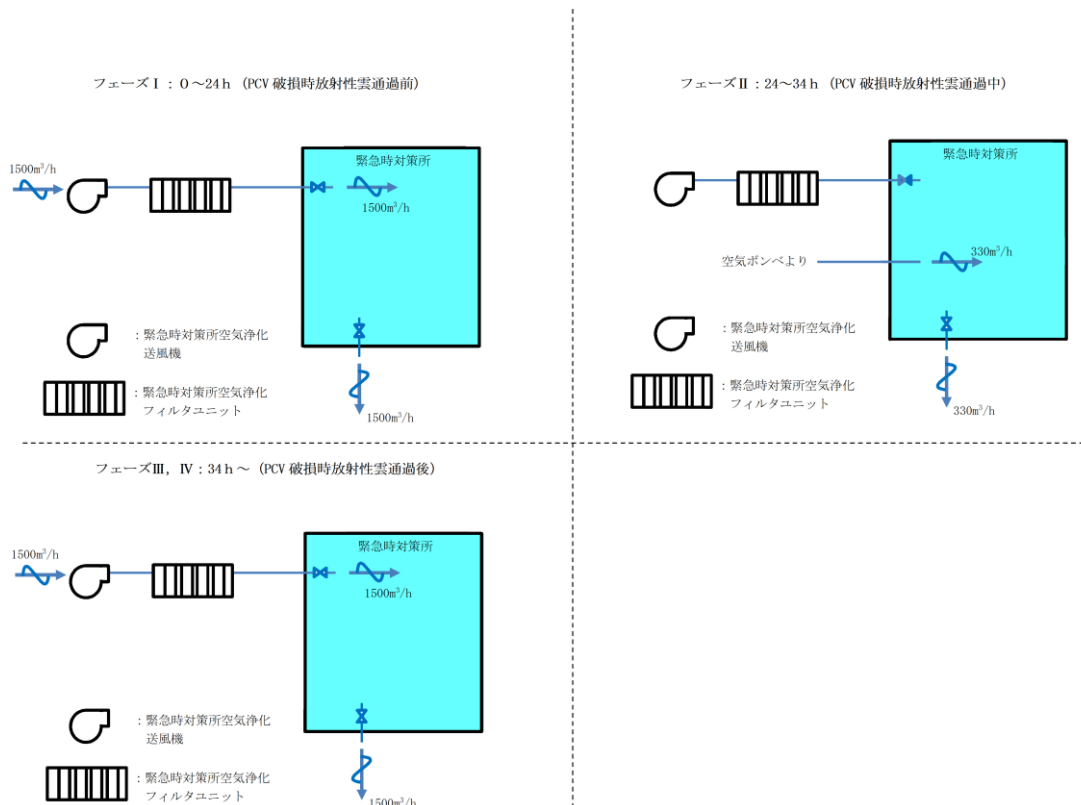 フェーズⅠ：０～24ｈ（PCV 破損時放射性雲通過前）
1500m³/h
緊急時対策所
1500m³/h
：緊急時対策所空気浄化
送風機
：緊急時対策所空気浄化
フィルタユニット
1500m³/h
フェーズⅡ：24～34ｈ（PCV 破損時放射性雲通過中）
緊急時対策所
空気ボンベより
330m³/h
：緊急時対策所空気浄化
送風機
：緊急時対策所空気浄化
フィルタユニット
330m³/h
フェーズⅢ，Ⅳ：34ｈ～（PCV 破損時放射性雲通過後）
1500m³/h
緊急時対策所
1500m³/h
：緊急時対策所空気浄化
送風機
：緊急時対策所空気浄化
フィルタユニット
1500m³/h